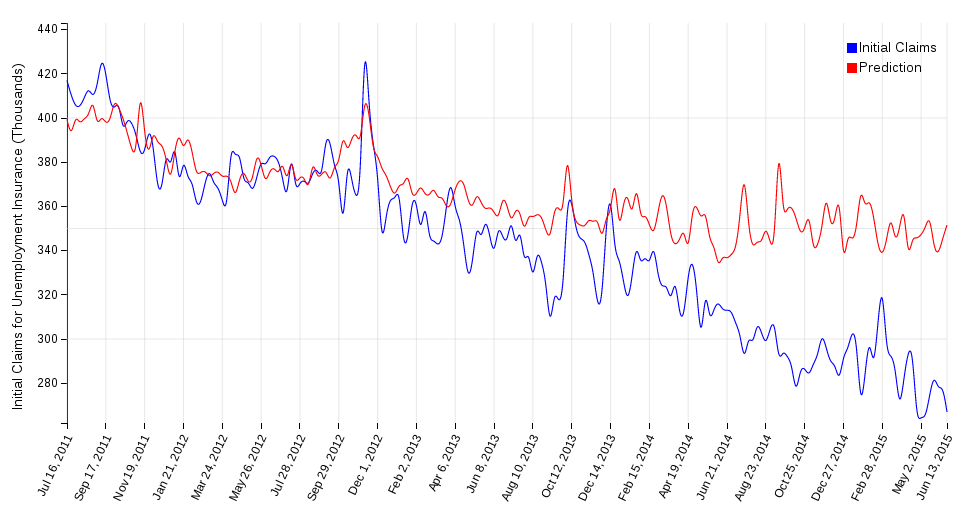 Initial Claims for Unemployment Insurance (Thousands)
440
420
400
380
360
340
320
300
280
Initial Claims
Prediction
Jul 16, 2011
Sep 17, 2011
Nov 19, 2011
Jan 21, 2012
Mar 24, 2012
May 26, 2012
Jul 28, 2012
Sep 29, 2012
Dec 1, 2012
Feb 2, 2013
Apr 6, 2013
Jun 8, 2013
Aug 10, 2013
Oct 12, 2013
Dec 14, 2013
Feb 15, 2014
Apr 19, 2014
Jun 21, 2014
Aug 23, 2014
Oct 25, 2014
Dec 27, 2014
Feb 28, 2015
May 2, 2015
Jun 13, 2015